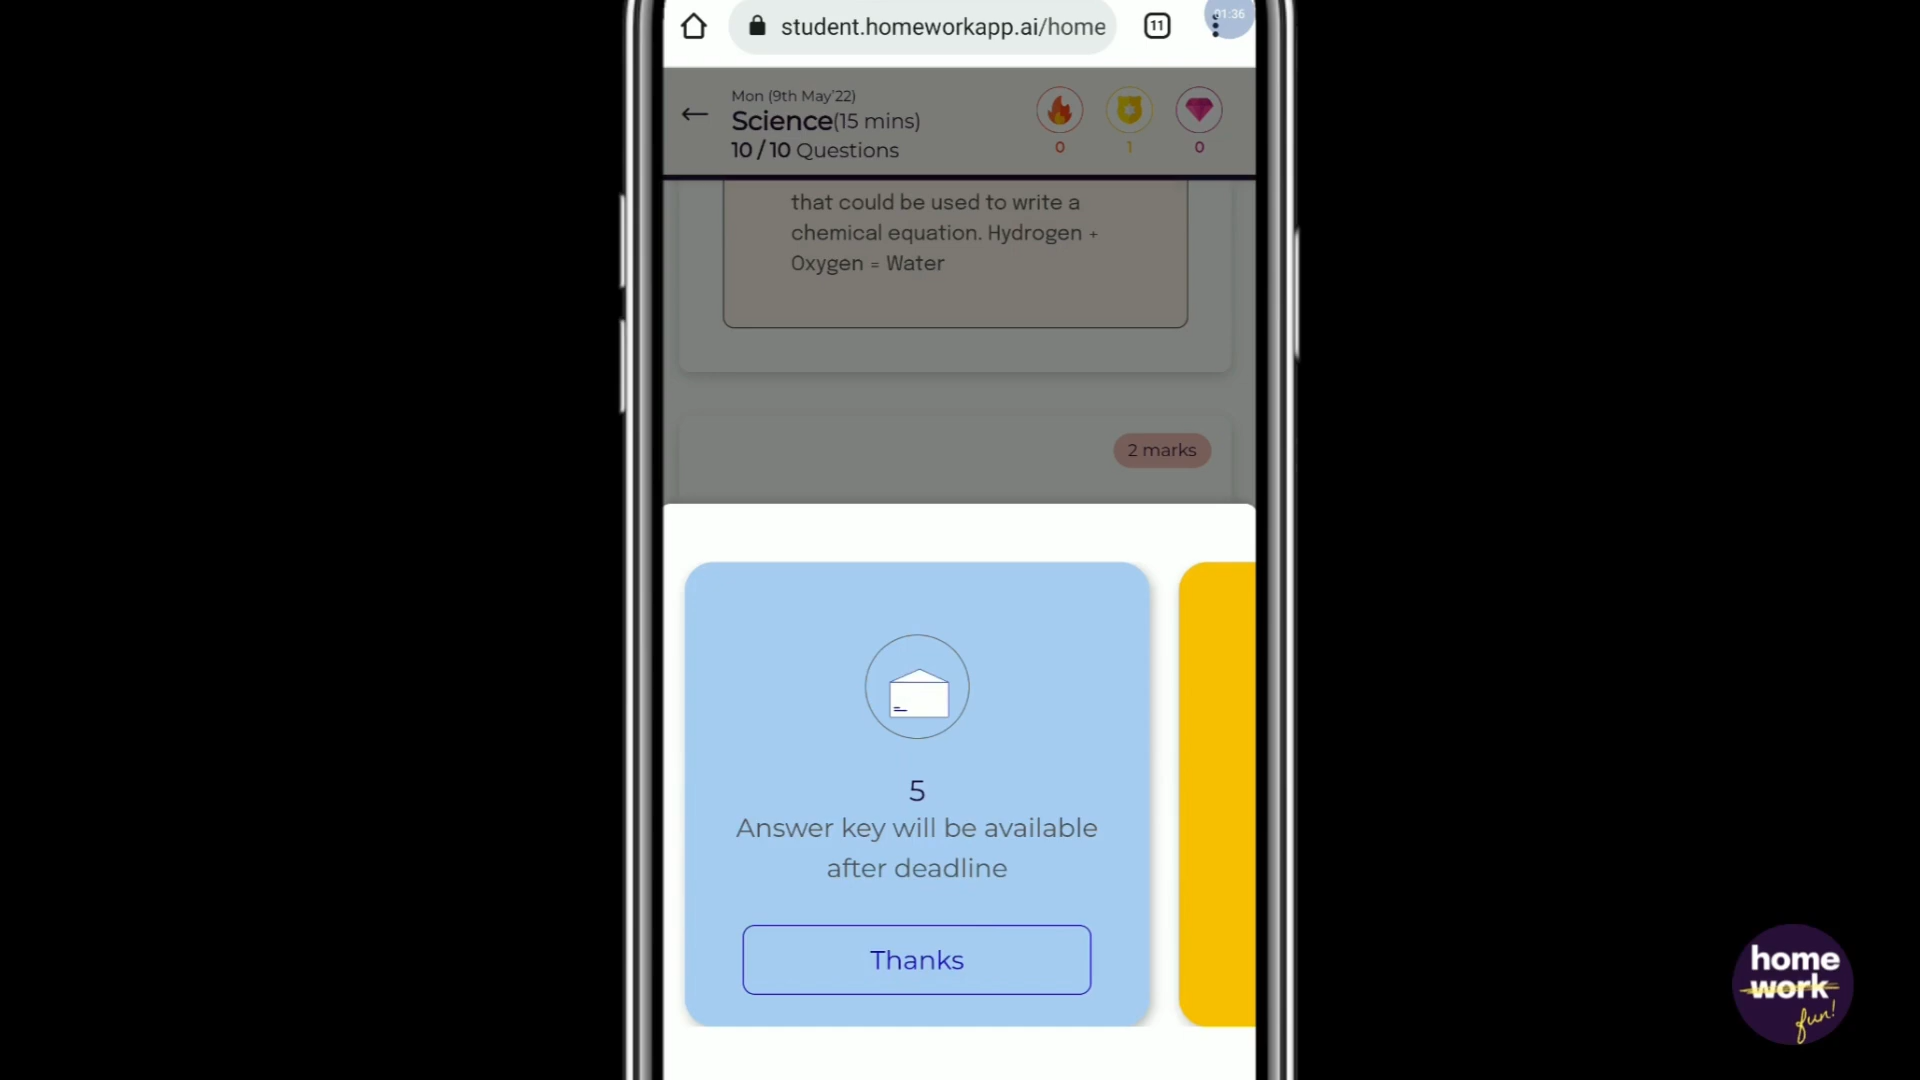 01:36
student.homeworkapp.ai/home
11
Mon (9th May'22)
Science(15 mins)
10 / 10 Questions
0
1
0
that could be used to write a
chemical equation. Hydrogen +
Oxygen = Water
2 marks
5
Answer key will be available
after deadline
Thanks
home
work
fun!